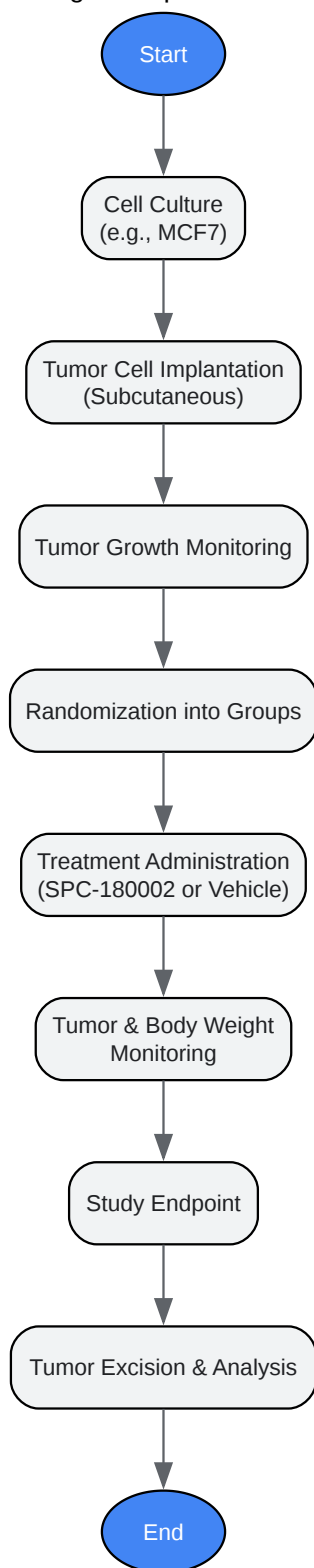 Start
Cell Culture
(e.g., MCF7)
Tumor Cell Implantation
(Subcutaneous)
Tumor Growth Monitoring
Randomization into Groups
Treatment Administration
(SPC-180002 or Vehicle)
Tumor & Body Weight
Monitoring
Study Endpoint
Tumor Excision & Analysis
End